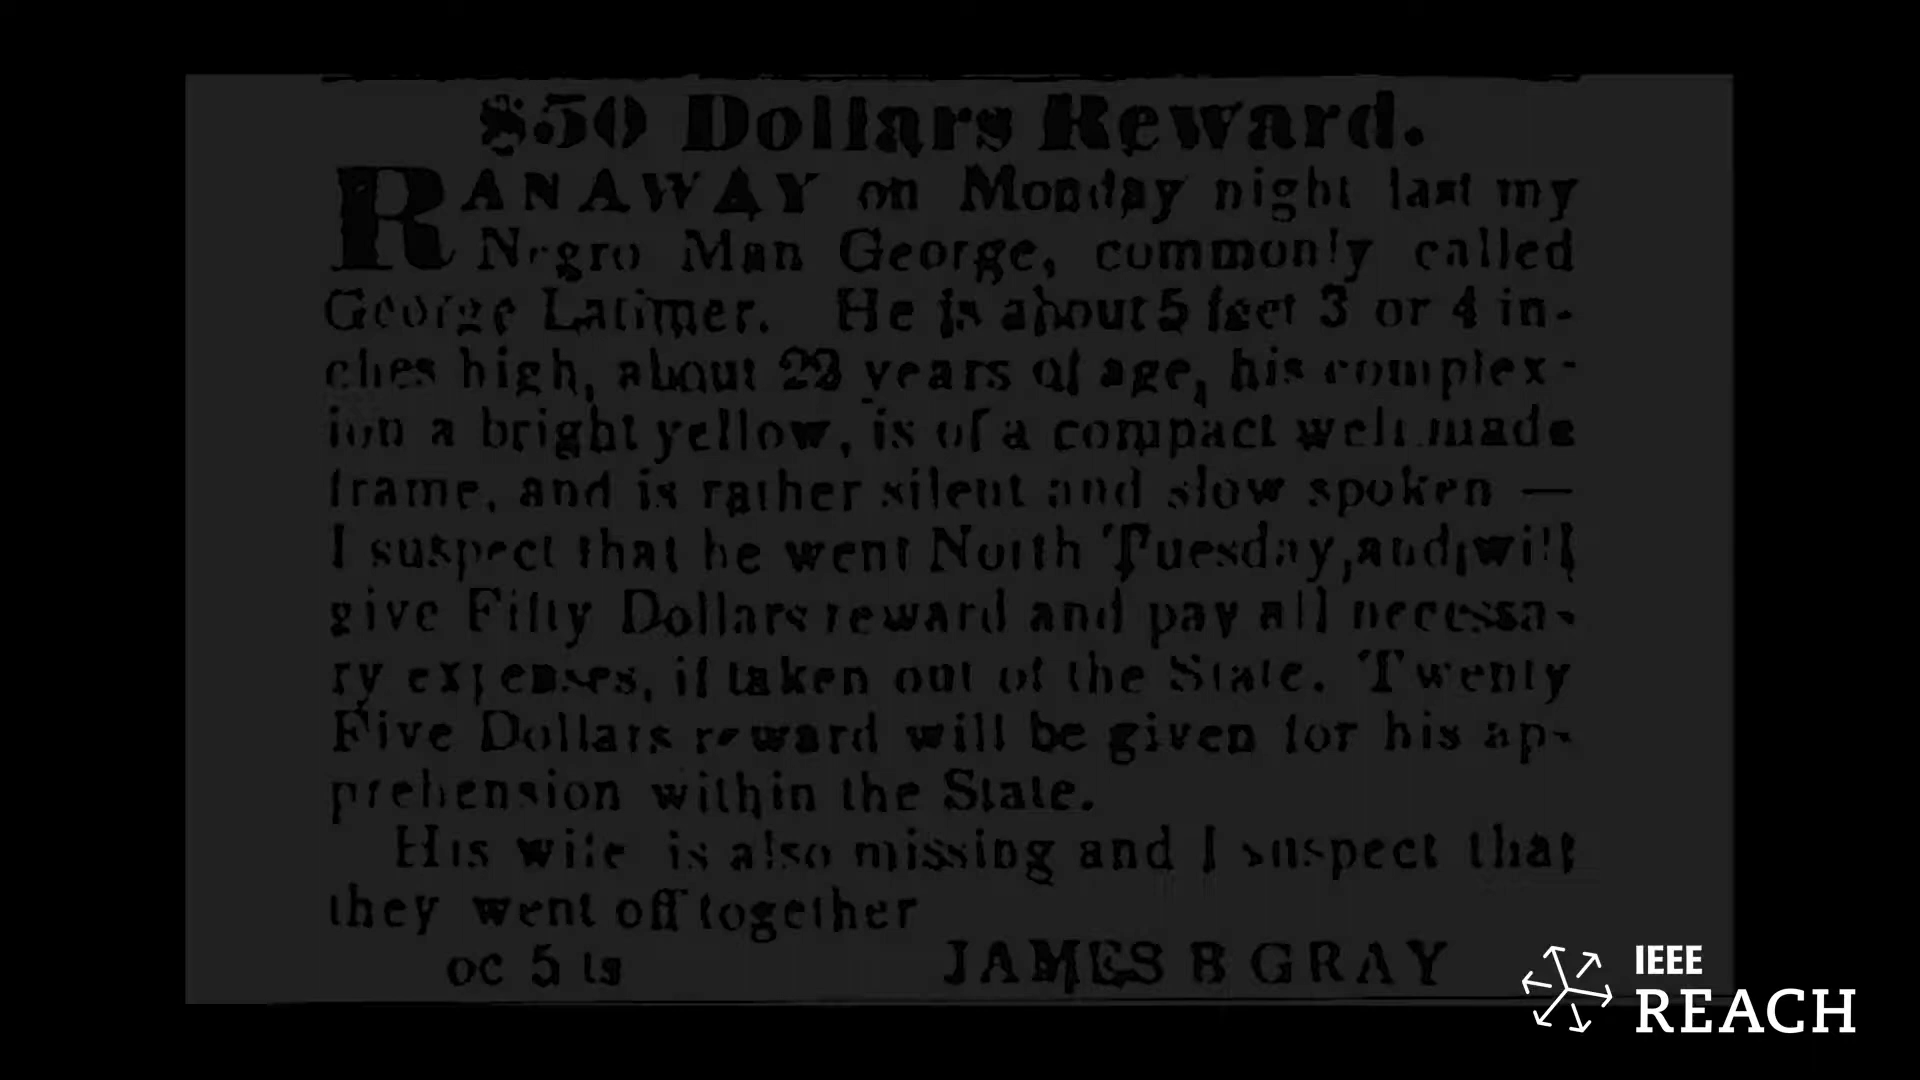 $50 Dollars Reward.
RANAWAY on Monday night last my
Negro Man George, commonly called
George Latimer. He is about 5 feet 3 or 4 in-
ches high, about 22 years of age, his complex-
ion a bright yellow, is of a compact well made
frame, and is rather silent and slow spoken —
I suspect that he went North Tuesday, and will
give Fifty Dollars reward and pay all necessa-
ry expenses, if taken out of the State. Twenty
Five Dollars reward will be given for his ap-
prehension within the State.
His wife is also missing and I suspect that
they went off together
oc 5 ts JAMES B GRAY
IEEE
REACH